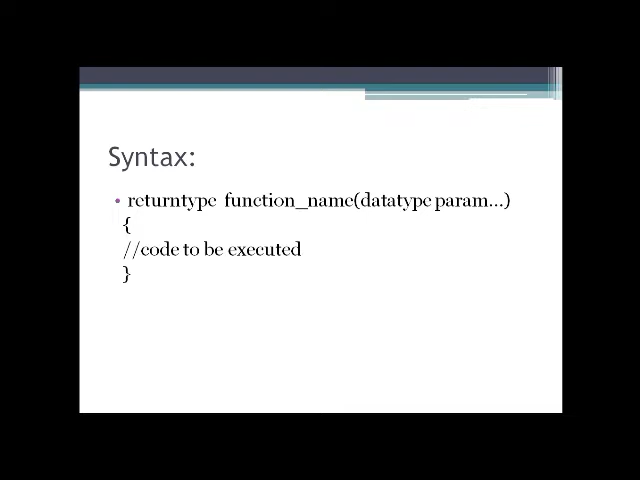 Syntax:
• returntype function_name(datatype param...)
{
//code to be executed
}